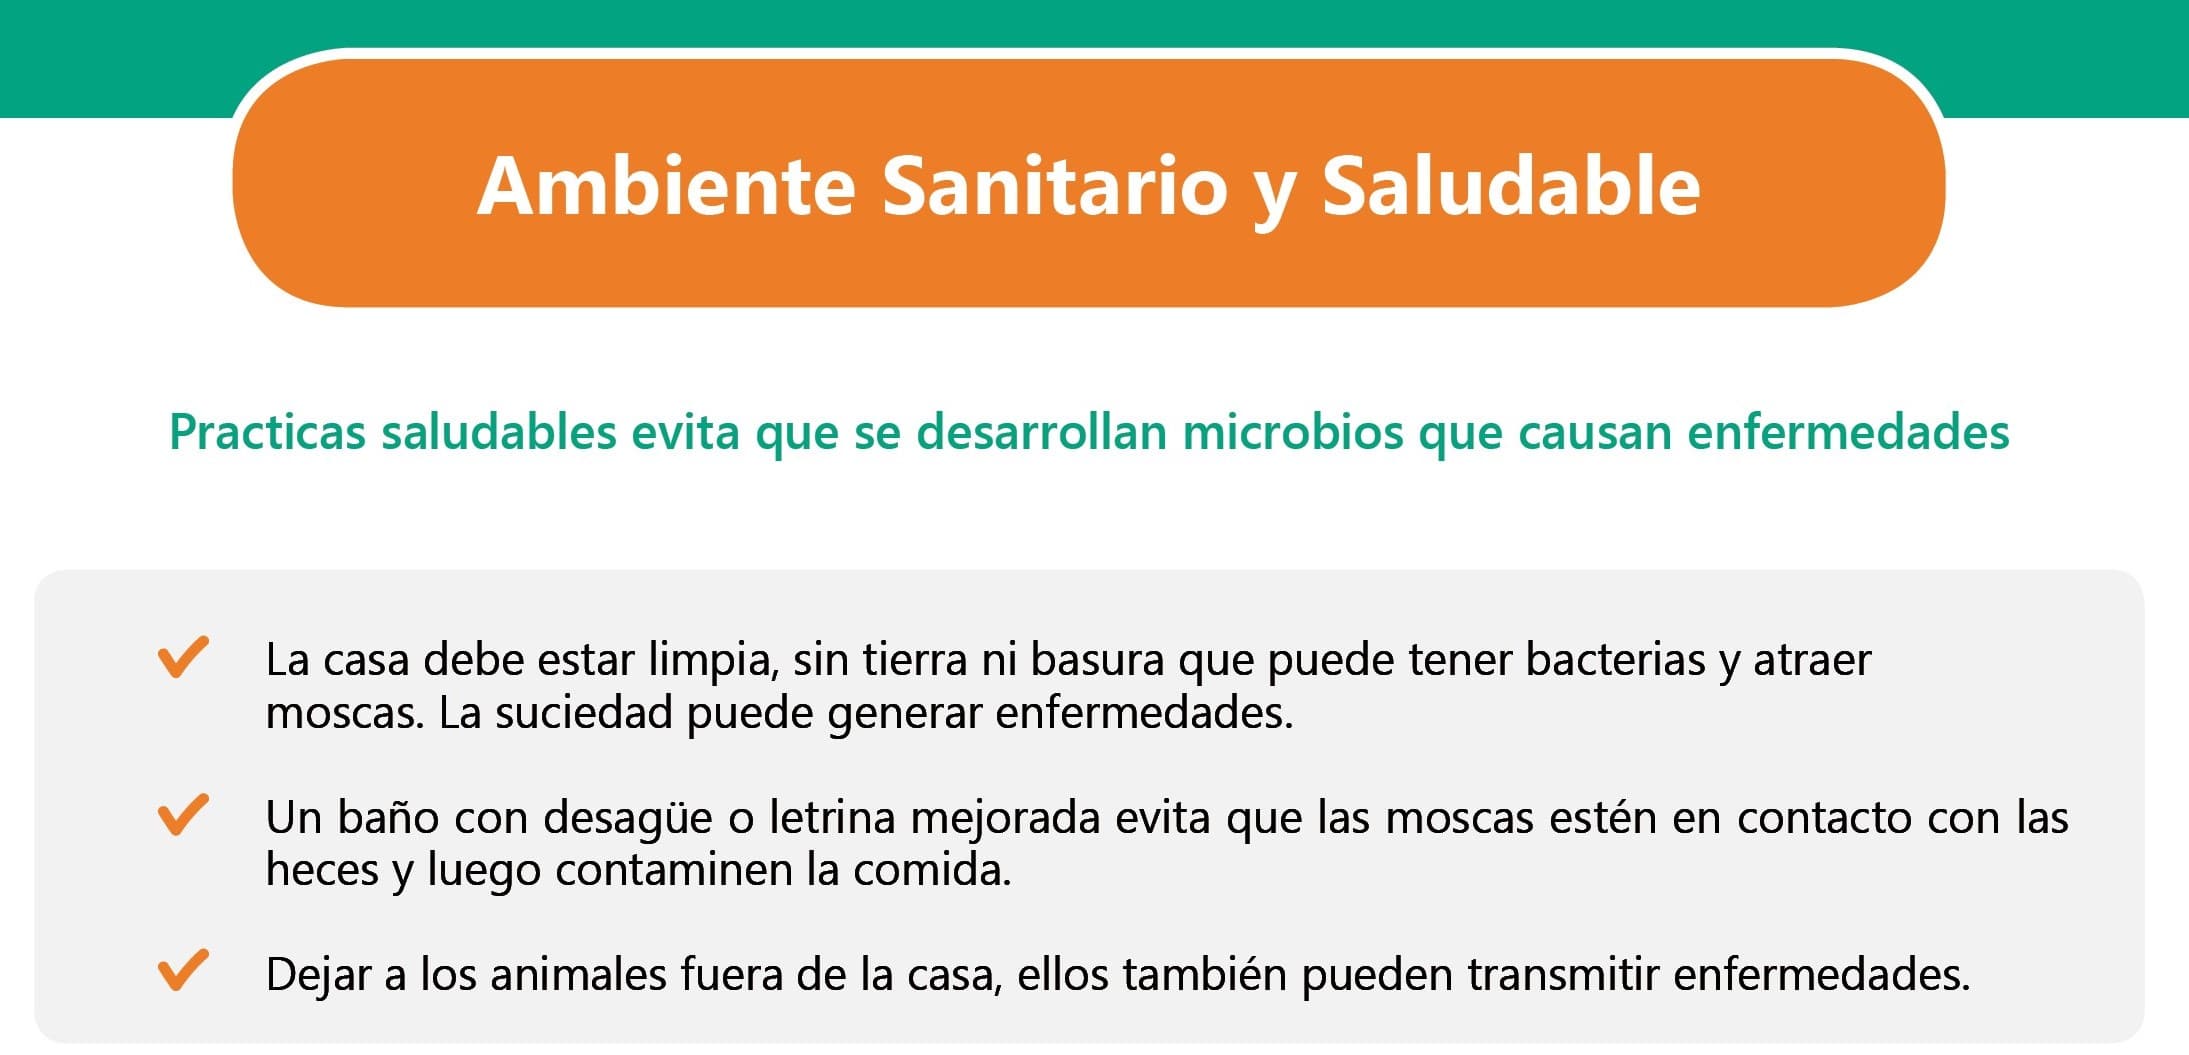 Ambiente Sanitario y Saludable
Practicas saludables evita que se desarrollan microbios que causan enfermedades
La casa debe estar limpia, sin tierra ni basura que puede tener bacterias y atraer
moscas. La suciedad puede generar enfermedades.
Un baño con desagüe o letrina mejorada evita que las moscas estén en contacto con las
heces y luego contaminen la comida.
Dejar a los animales fuera de la casa, ellos también pueden transmitir enfermedades.